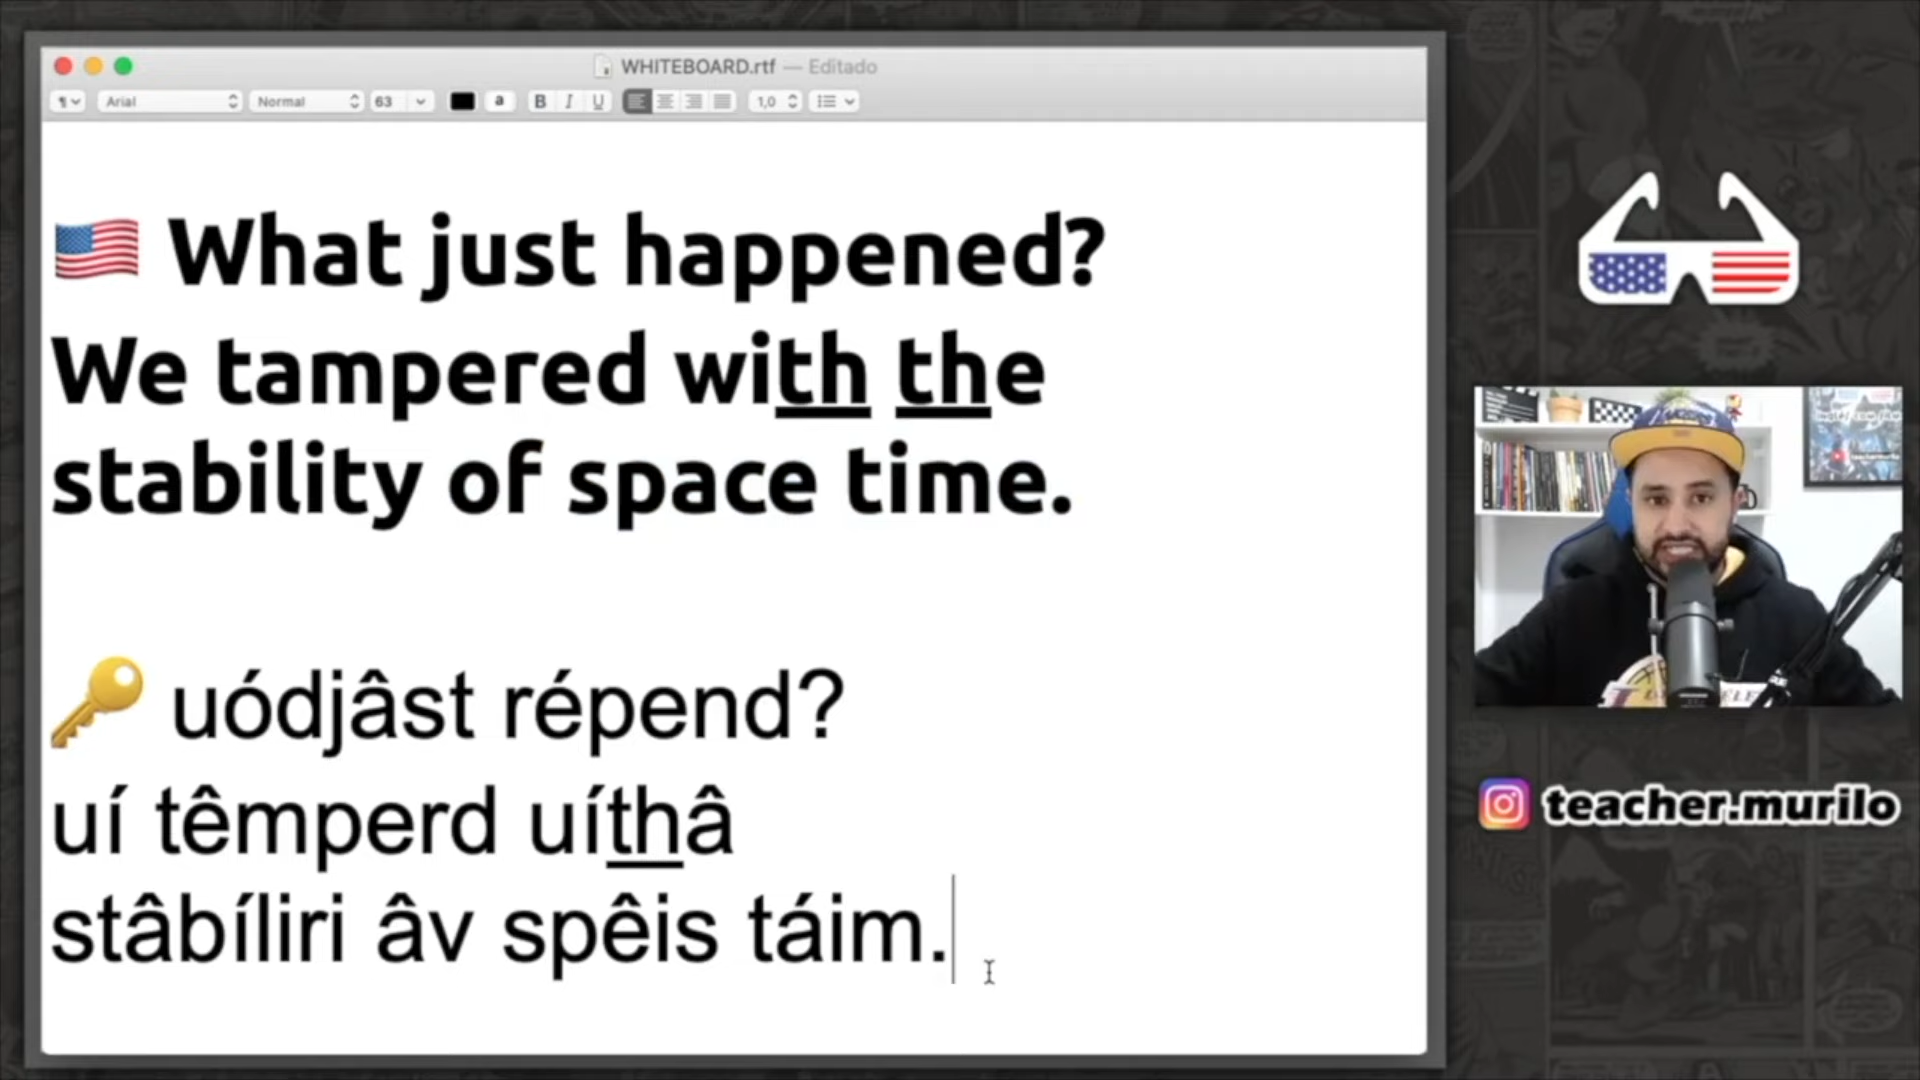 WHITEBOARD.rtf — Editado
¶ Arial Normal 63 a B I U 1,0
🇺🇸 What just happened?
We tampered with the
stability of space time.
🔑 uódjâst répend?
uí têmperd uíthâ
stâbíliri âv spêis táim.
teacher.murilo